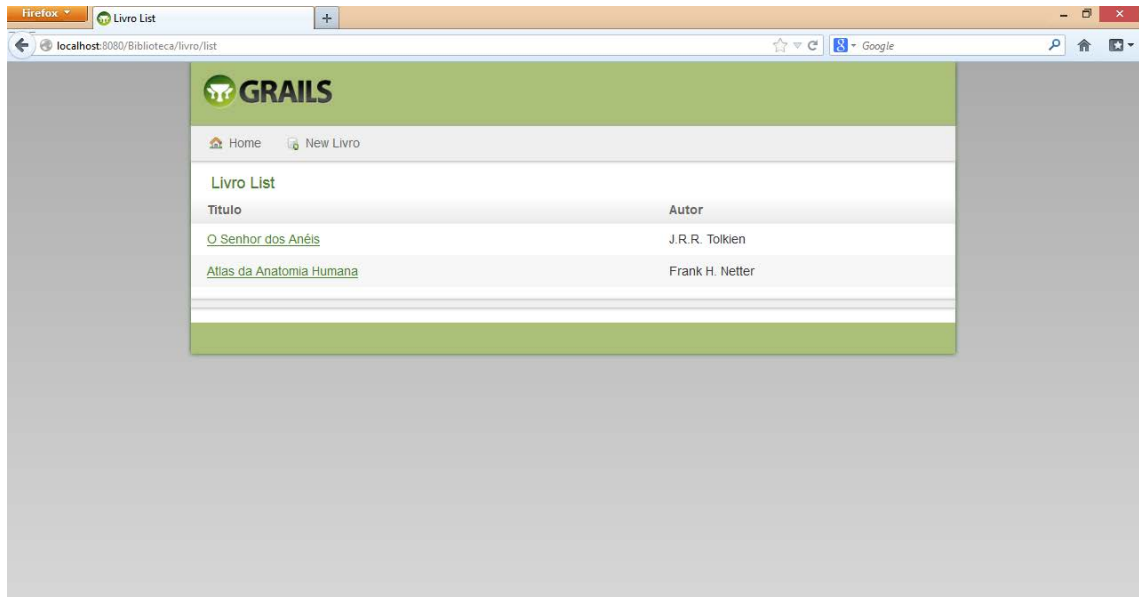 Firefox
Livro List
localhost:8080/Biblioteca/livro/list
Google
GRAILS
Home New Livro
Livro List
Titulo Autor
O Senhor dos Anéis J.R.R. Tolkien
Atlas da Anatomia Humana Frank H. Netter